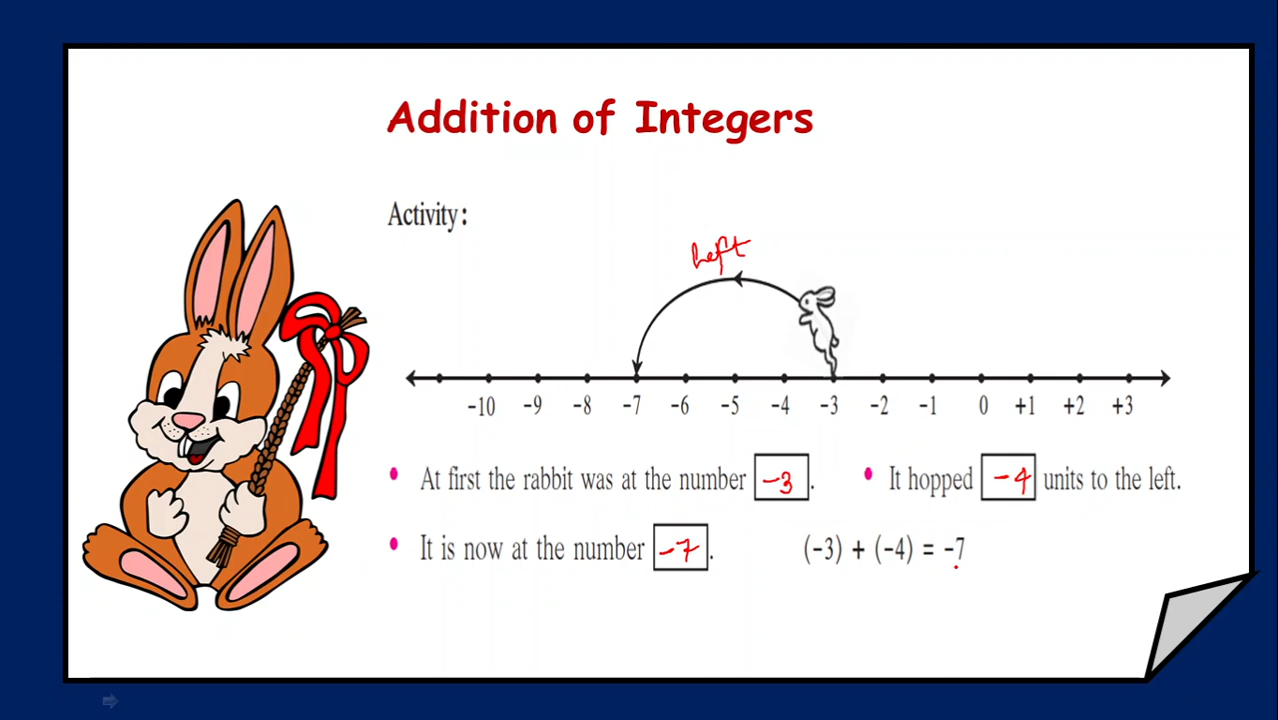 Addition of Integers
Activity:
Left
-10 -9 -8 -7 -6 -5 -4 -3 -2 -1 0 +1 +2 +3
• At first the rabbit was at the number -3. • It hopped -4 units to the left.
• It is now at the number -7. (-3) + (-4) = -7